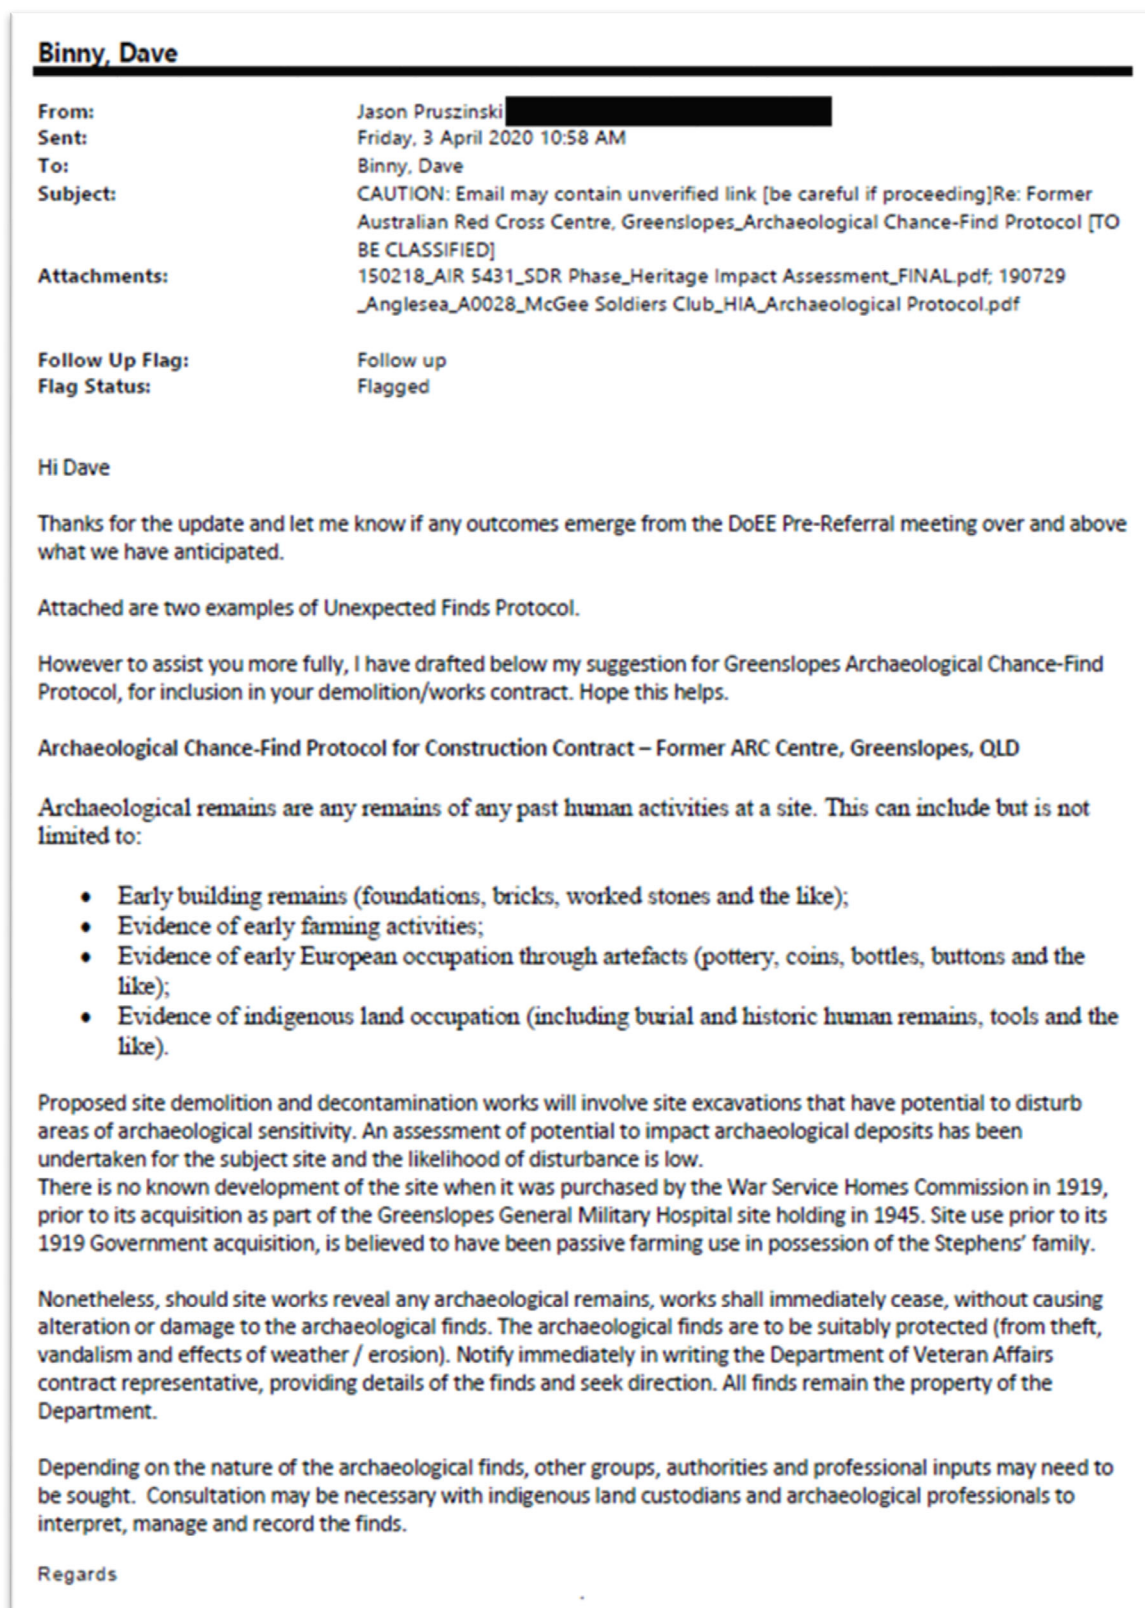 Binny, Dave
From: Jason Pruszinski
Sent: Friday, 3 April 2020 10:58 AM
To: Binny, Dave
Subject: CAUTION: Email may contain unverified link [be careful if proceeding]Re: Former
Australian Red Cross Centre, Greenslopes_Archaeological Chance-Find Protocol [TO
BE CLASSIFIED]
Attachments: 150218_AIR 5431_SDR Phase_Heritage Impact Assessment_FINAL.pdf; 190729
_Anglesea_A0028_McGee Soldiers Club_HIA_Archaeological Protocol.pdf
Follow Up Flag: Follow up
Flag Status: Flagged
Hi Dave
Thanks for the update and let me know if any outcomes emerge from the DoEE Pre-Referral meeting over and above
what we have anticipated.
Attached are two examples of Unexpected Finds Protocol.
However to assist you more fully, I have drafted below my suggestion for Greenslopes Archaeological Chance-Find
Protocol, for inclusion in your demolition/works contract. Hope this helps.
Archaeological Chance-Find Protocol for Construction Contract – Former ARC Centre, Greenslopes, QLD
Archaeological remains are any remains of any past human activities at a site. This can include but is not
limited to:
• Early building remains (foundations, bricks, worked stones and the like);
• Evidence of early farming activities;
• Evidence of early European occupation through artefacts (pottery, coins, bottles, buttons and the
like);
• Evidence of indigenous land occupation (including burial and historic human remains, tools and the
like).
Proposed site demolition and decontamination works will involve site excavations that have potential to disturb
areas of archaeological sensitivity. An assessment of potential to impact archaeological deposits has been
undertaken for the subject site and the likelihood of disturbance is low.
There is no known development of the site when it was purchased by the War Service Homes Commission in 1919,
prior to its acquisition as part of the Greenslopes General Military Hospital site holding in 1945. Site use prior to its
1919 Government acquisition, is believed to have been passive farming use in possession of the Stephens' family.
Nonetheless, should site works reveal any archaeological remains, works shall immediately cease, without causing
alteration or damage to the archaeological finds. The archaeological finds are to be suitably protected (from theft,
vandalism and effects of weather / erosion). Notify immediately in writing the Department of Veteran Affairs
contract representative, providing details of the finds and seek direction. All finds remain the property of the
Department.
Depending on the nature of the archaeological finds, other groups, authorities and professional inputs may need to
be sought. Consultation may be necessary with indigenous land custodians and archaeological professionals to
interpret, manage and record the finds.
Regards